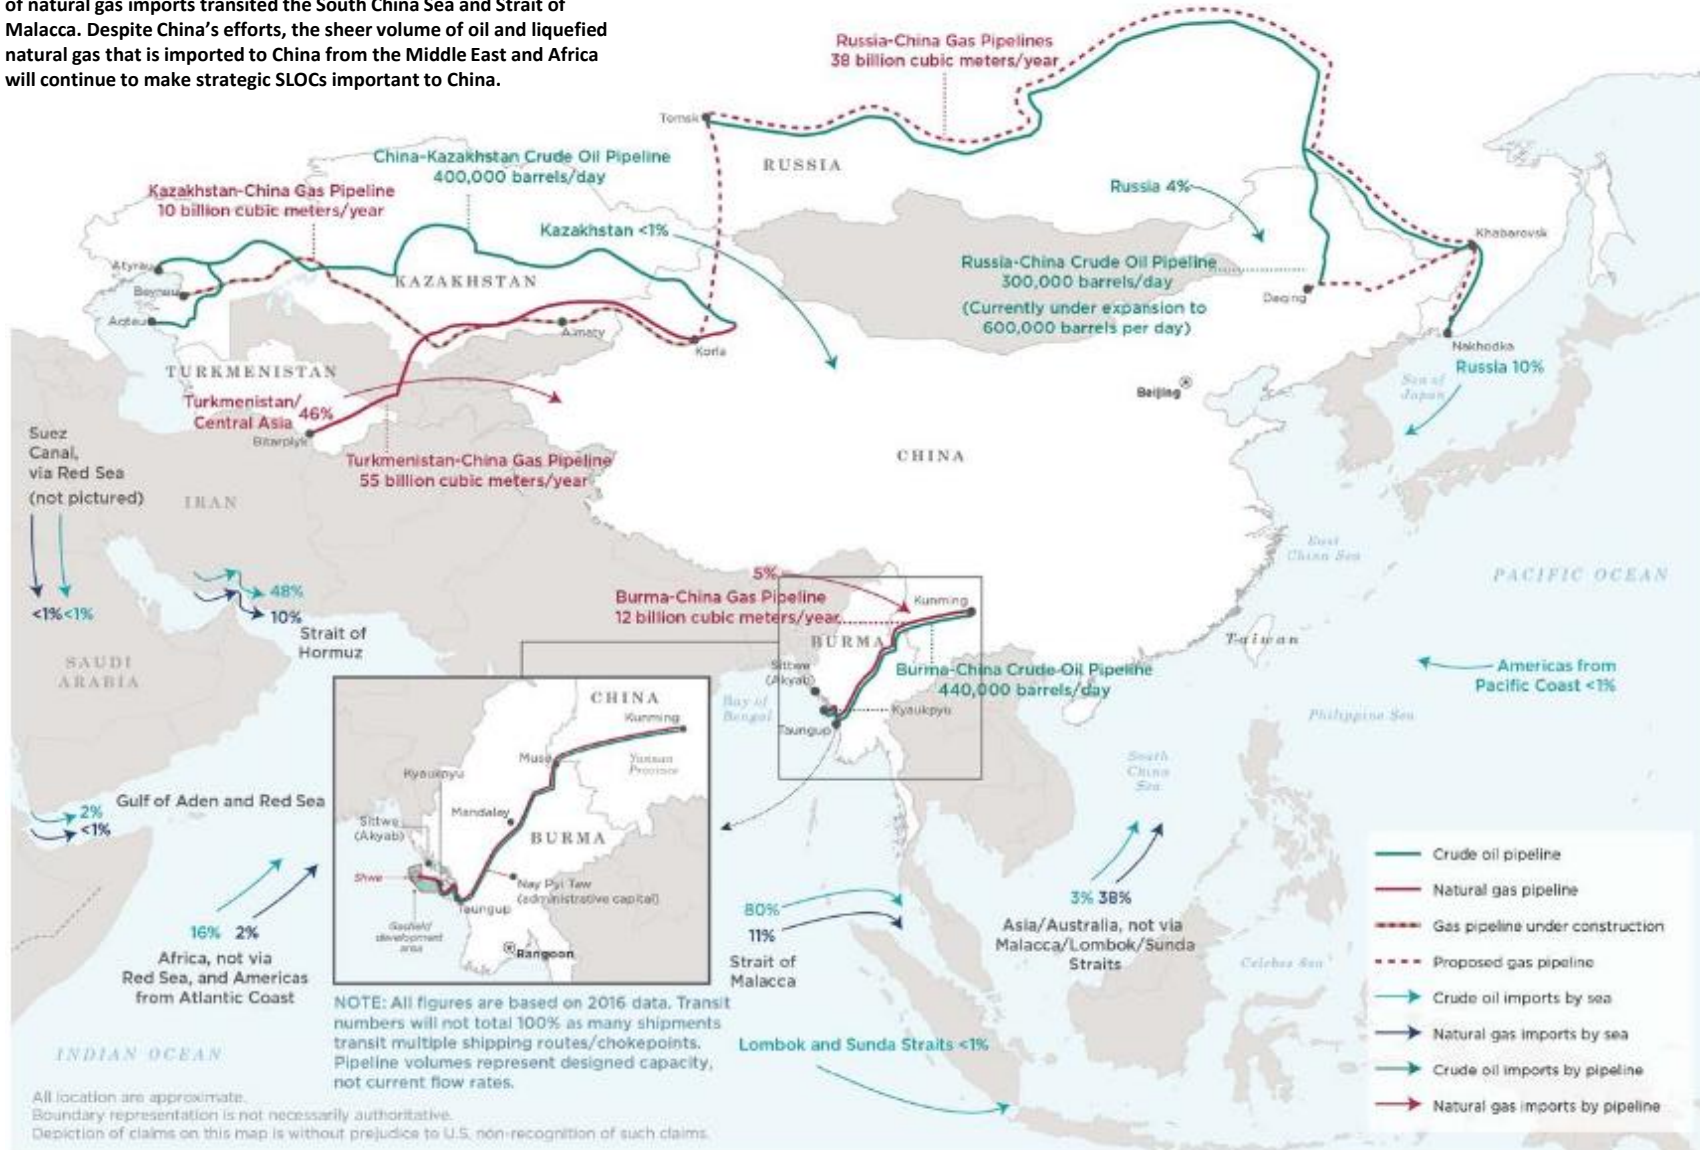 of natural gas imports transited the South China Sea and Strait of
Malacca. Despite China’s efforts, the sheer volume of oil and liquefied
natural gas that is imported to China from the Middle East and Africa
will continue to make strategic SLOCs important to China.
Russia-China Gas Pipelines
38 billion cubic meters/year
Tomsk
RUSSIA
China-Kazakhstan Crude Oil Pipeline
400,000 barrels/day
Kazakhstan-China Gas Pipeline
10 billion cubic meters/year
Russia 4%
Kazakhstan <1%
Khabarovsk
Atyrau
KAZAKHSTAN
Beyneu
Russia-China Crude Oil Pipeline
300,000 barrels/day
(Currently under expansion to
600,000 barrels per day)
Daqing
Aqtau
Almaty
Korla
Nakhodka
Russia 10%
TURKMENISTAN
Turkmenistan/
Central Asia
46%
Beijing
Sea of
Japan
Suez
Canal,
via Red Sea
(not pictured)
Turkmenistan-China Gas Pipeline
55 billion cubic meters/year
CHINA
IRAN
East
China Sea
PACIFIC OCEAN
<1%
<1%
48%
10%
Strait of
Hormuz
5%
Burma-China Gas Pipeline
12 billion cubic meters/year
Kunming
BURMA
Taiwan
SAUDI
ARABIA
Sittwe
(Akyab)
Burma-China Crude Oil Pipeline
440,000 barrels/day
Americas from
Pacific Coast <1%
Bay of
Bengal
Kyaukpyu
Taungup
Philippine Sea
CHINA
Kunming
Muse
Yunnan
Province
Kyaukpyu
South
China
Sea
Gulf of Aden and Red Sea
2%
<1%
Mandalay
Sittwe
(Akyab)
BURMA
Shwe
Nay Pyi Taw
(administrative capital)
Taungup
Gasfield
development
area
Rangoon
16%
2%
Africa, not via
Red Sea, and Americas
from Atlantic Coast
80%
11%
Strait of
Malacca
3%
38%
Asia/Australia, not via
Malacca/Lombok/Sunda
Straits
Celebes Sea
Crude oil pipeline
Natural gas pipeline
Gas pipeline under construction
Proposed gas pipeline
Crude oil imports by sea
Natural gas imports by sea
Crude oil imports by pipeline
Natural gas imports by pipeline
NOTE: All figures are based on 2016 data. Transit
numbers will not total 100% as many shipments
transit multiple shipping routes/chokepoints.
Pipeline volumes represent designed capacity,
not current flow rates.
Lombok and Sunda Straits <1%
INDIAN OCEAN
All location are approximate.
Boundary representation is not necessarily authoritative.
Depiction of claims on this map is without prejudice to U.S. non-recognition of such claims.